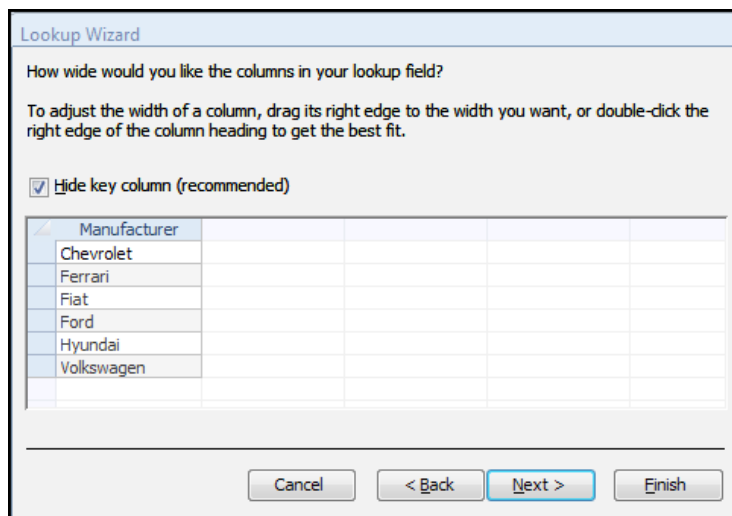 Lookup Wizard
How wide would you like the columns in your lookup field?
To adjust the width of a column, drag its right edge to the width you want, or double-click the
right edge of the column heading to get the best fit.
Hide key column (recommended)
Manufacturer
Chevrolet
Ferrari
Fiat
Ford
Hyundai
Volkswagen
Cancel < Back Next > Finish